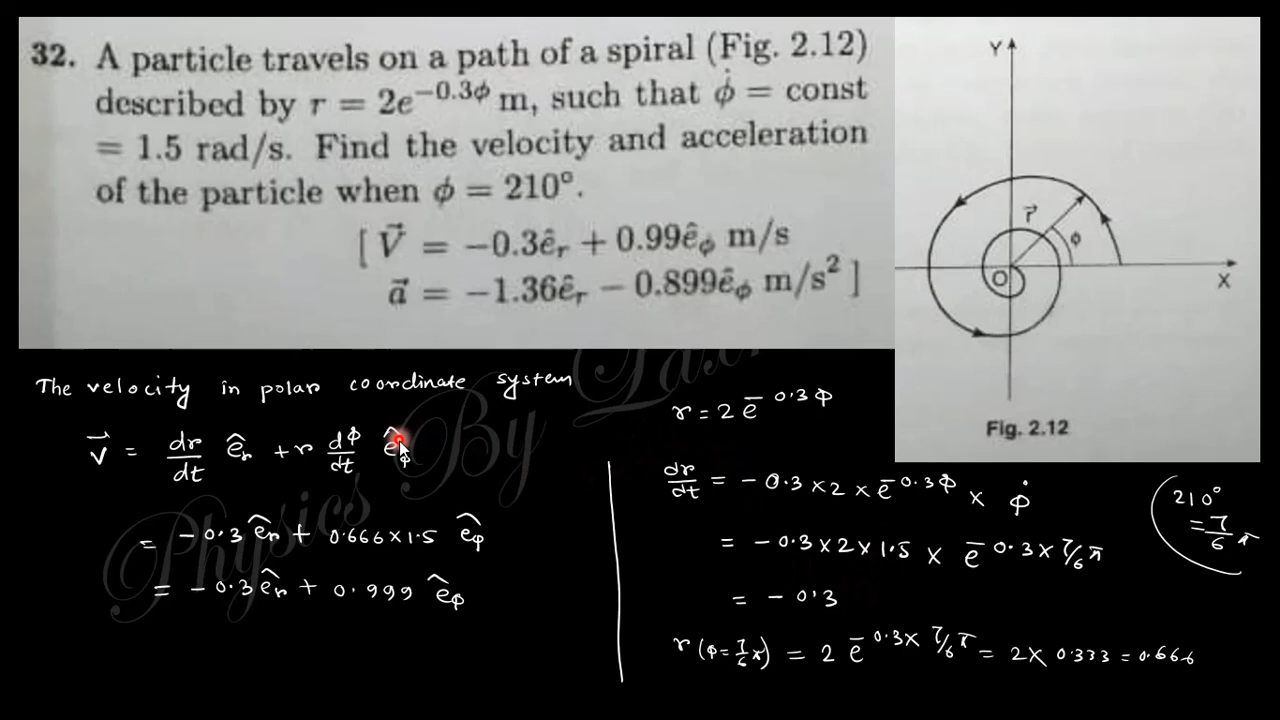 32. A particle travels on a path of a spiral (Fig. 2.12)
described by r = 2e^{-0.3ϕ} m, such that ϕ̇ = const
= 1.5 rad/s. Find the velocity and acceleration
of the particle when ϕ = 210°.
[ V⃗ = −0.3ê_r + 0.99ê_ϕ m/s
a⃗ = −1.36ê_r − 0.899ê_ϕ m/s² ]
Y
r⃗
ϕ
O
X
Fig. 2.12
The velocity in polar coordinate system
v⃗ = dr/dt ê_r + r dϕ/dt ê_ϕ
= −0.3 ê_r + 0.666×1.5 ê_ϕ
= −0.3 ê_r + 0.999 ê_ϕ
r = 2 e^{-0.3ϕ}
dr/dt = −0.3×2×e^{-0.3ϕ} × ϕ̇
= −0.3×2×1.5 × e^{-0.3×7/6π}
= −0.3
r (ϕ=7/6π) = 2 e^{-0.3×7/6π} = 2×0.333 = 0.666
210°
= 7/6 π
Physics By